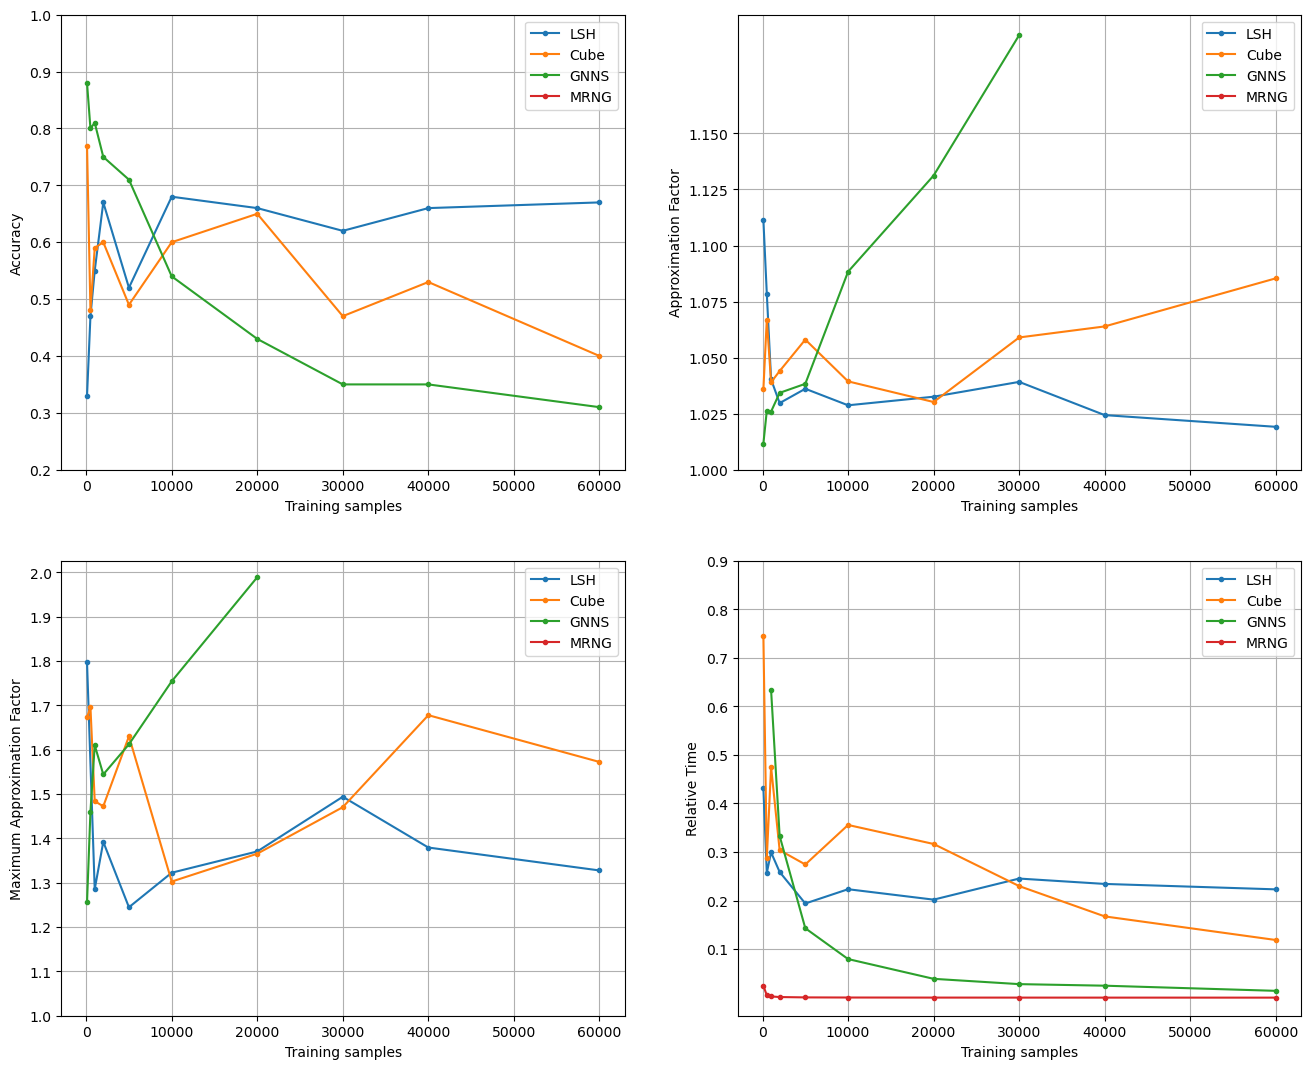 1.0
0.9
0.8
0.7
0.6
0.5
0.4
0.3
0.2
Accuracy
0 10000 20000 30000 40000 50000 60000
Training samples
LSH
Cube
GNNS
MRNG
1.150
1.125
1.100
1.075
1.050
1.025
1.000
Approximation Factor
0 10000 20000 30000 40000 50000 60000
Training samples
LSH
Cube
GNNS
MRNG
2.0
1.9
1.8
1.7
1.6
1.5
1.4
1.3
1.2
1.1
1.0
Maximum Approximation Factor
0 10000 20000 30000 40000 50000 60000
Training samples
LSH
Cube
GNNS
MRNG
0.9
0.8
0.7
0.6
0.5
0.4
0.3
0.2
0.1
Relative Time
0 10000 20000 30000 40000 50000 60000
Training samples
LSH
Cube
GNNS
MRNG